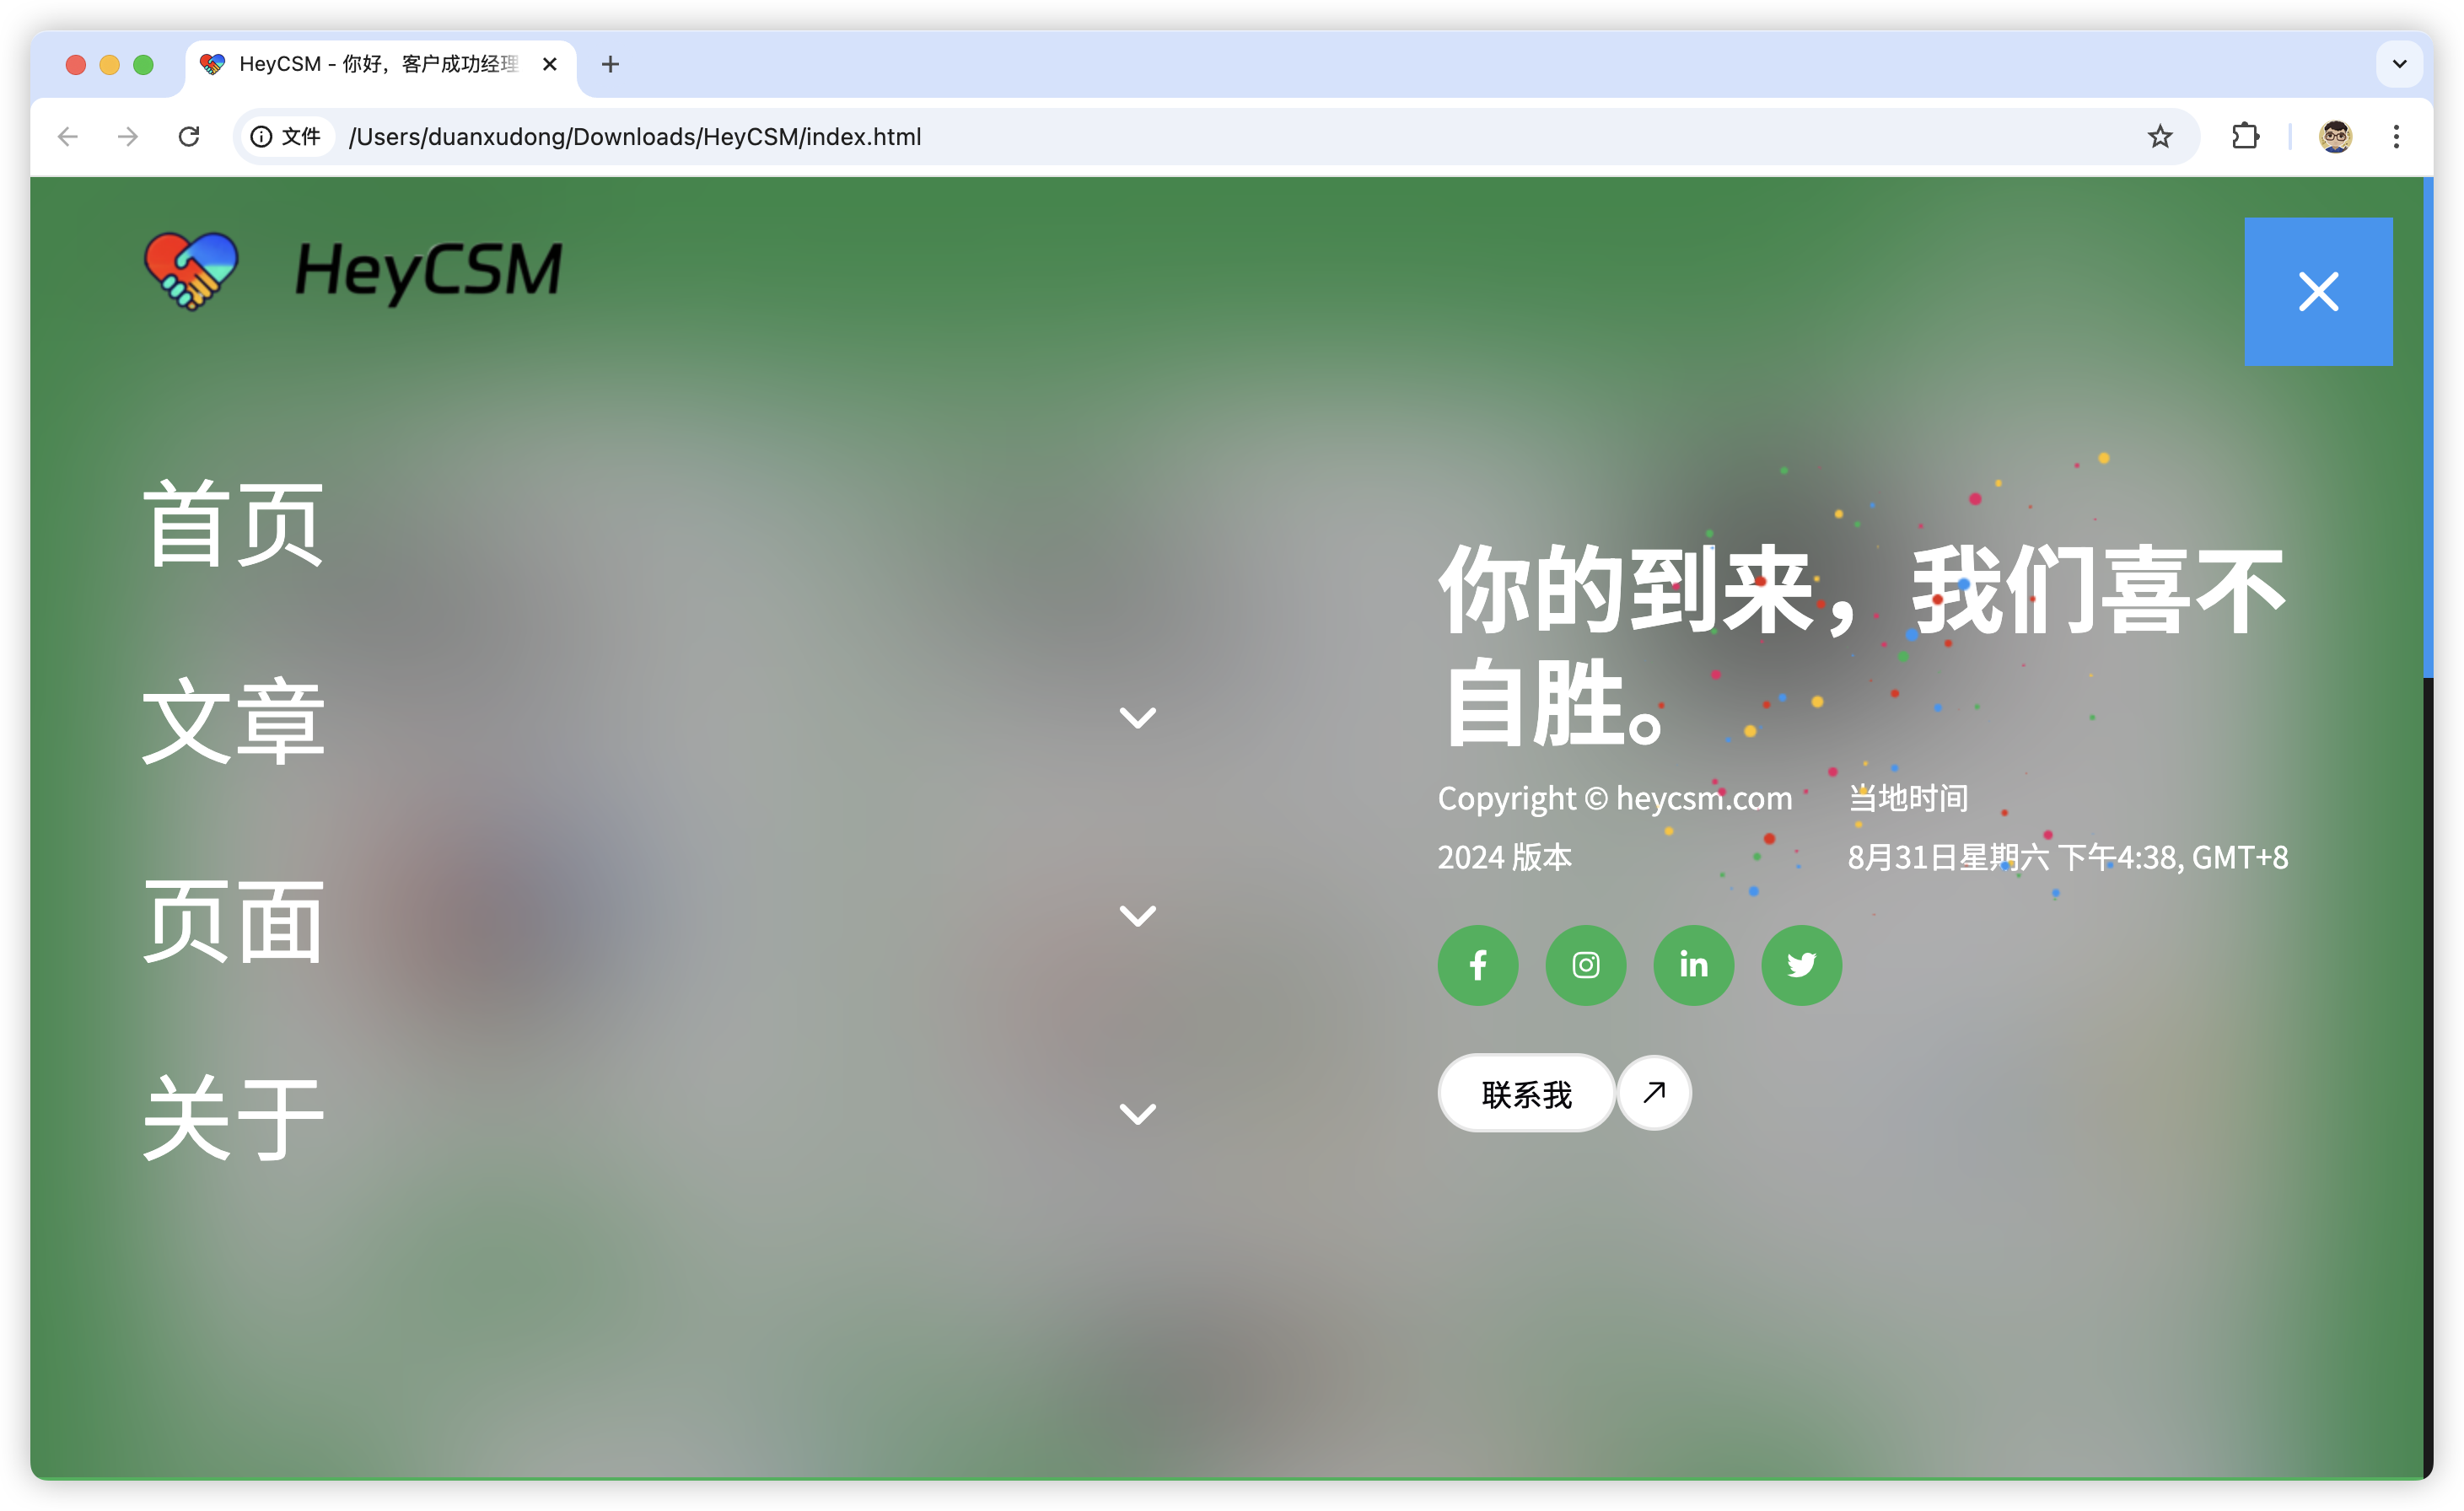 HeyCSM - 你好，客户成功经理
文件 /Users/duanxudong/Downloads/HeyCSM/index.html
HeyCSM
首页
文章
页面
关于
你的到来，我们喜不
自胜。
Copyright © heycsm.com
2024 版本
当地时间
8月31日星期六 下午4:38, GMT+8
联系我